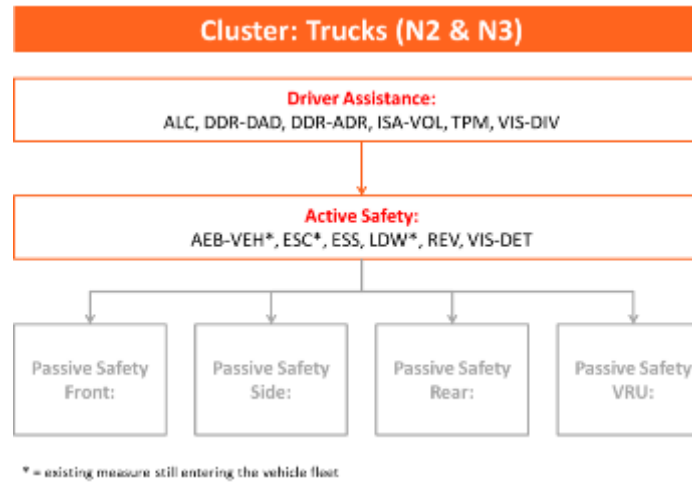 Cluster: Trucks (N2 & N3)
Driver Assistance:
ALC, DDR-DAD, DDR-ADR, ISA-VOL, TPM, VIS-DIV
Active Safety:
AEB-VEH*, ESC*, ESS, LDW*, REV, VIS-DET
Passive Safety
Front:
Passive Safety
Side:
Passive Safety
Rear:
Passive Safety
VRU:
* = existing measure still entering the vehicle fleet